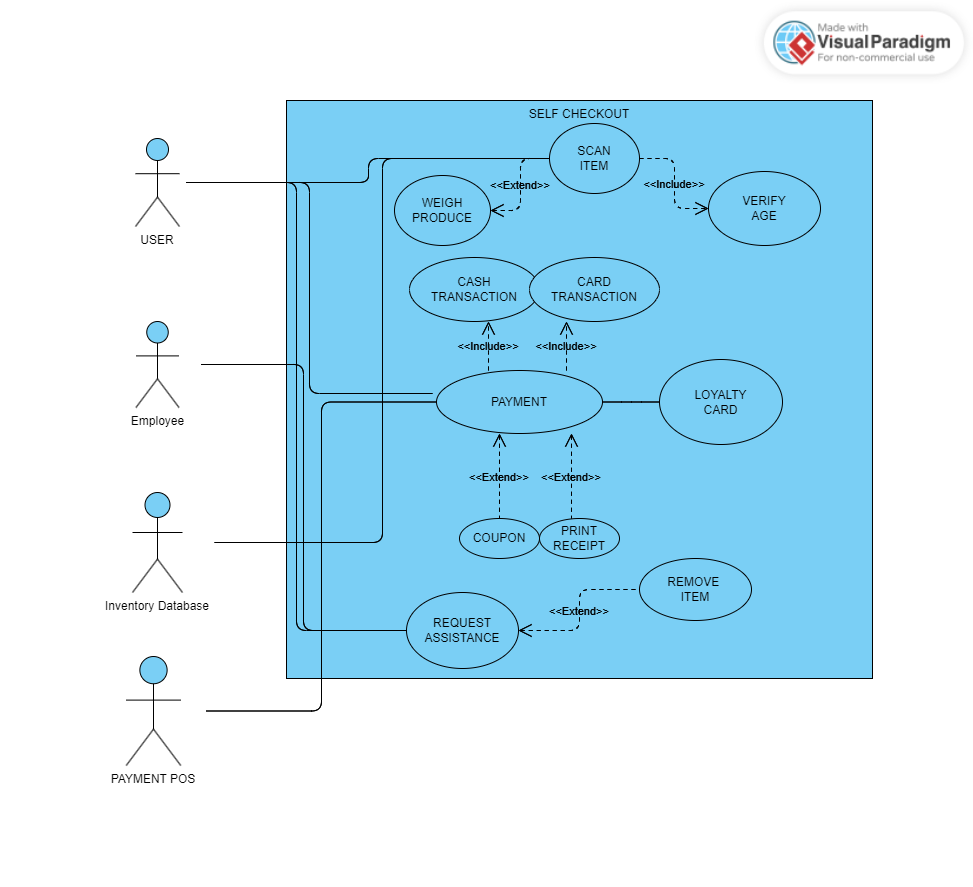 Made with
VisualParadigm
For non-commercial use
SELF CHECKOUT
SCAN
ITEM
<<Extend>>
<<Include>>
WEIGH
PRODUCE
VERIFY
AGE
USER
CASH
TRANSACTION
CARD
TRANSACTION
<<Include>>
<<Include>>
PAYMENT
LOYALTY
CARD
Employee
<<Extend>>
<<Extend>>
COUPON
PRINT
RECEIPT
REMOVE
ITEM
<<Extend>>
Inventory Database
REQUEST
ASSISTANCE
PAYMENT POS